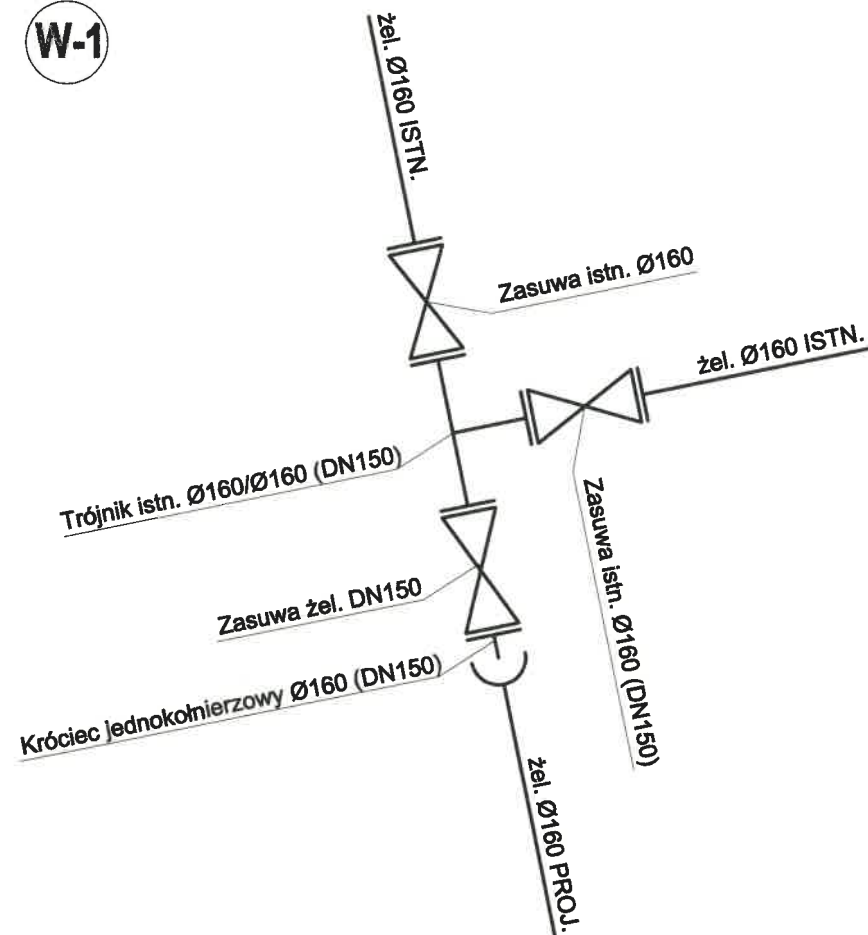 W-1
żel. Ø160 ISTN.
Zasuwa istn. Ø160
żel. Ø160 ISTN.
Trójnik istn. Ø160/Ø160 (DN150)
Zasuwa istn. Ø160 (DN150)
Zasuwa żel. DN150
Króciec jednokołnierzowy Ø160 (DN150)
żel. Ø160 PROJ.